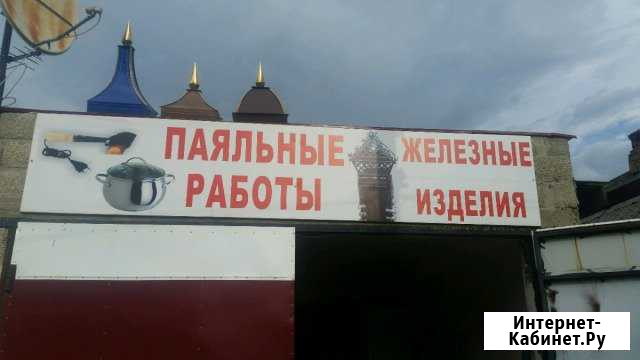 ПАЯЛЬНЫЕ
РАБОТЫ
ЖЕЛЕЗНЫЕ
ИЗДЕЛИЯ
Интернет-
Кабинет.Ру